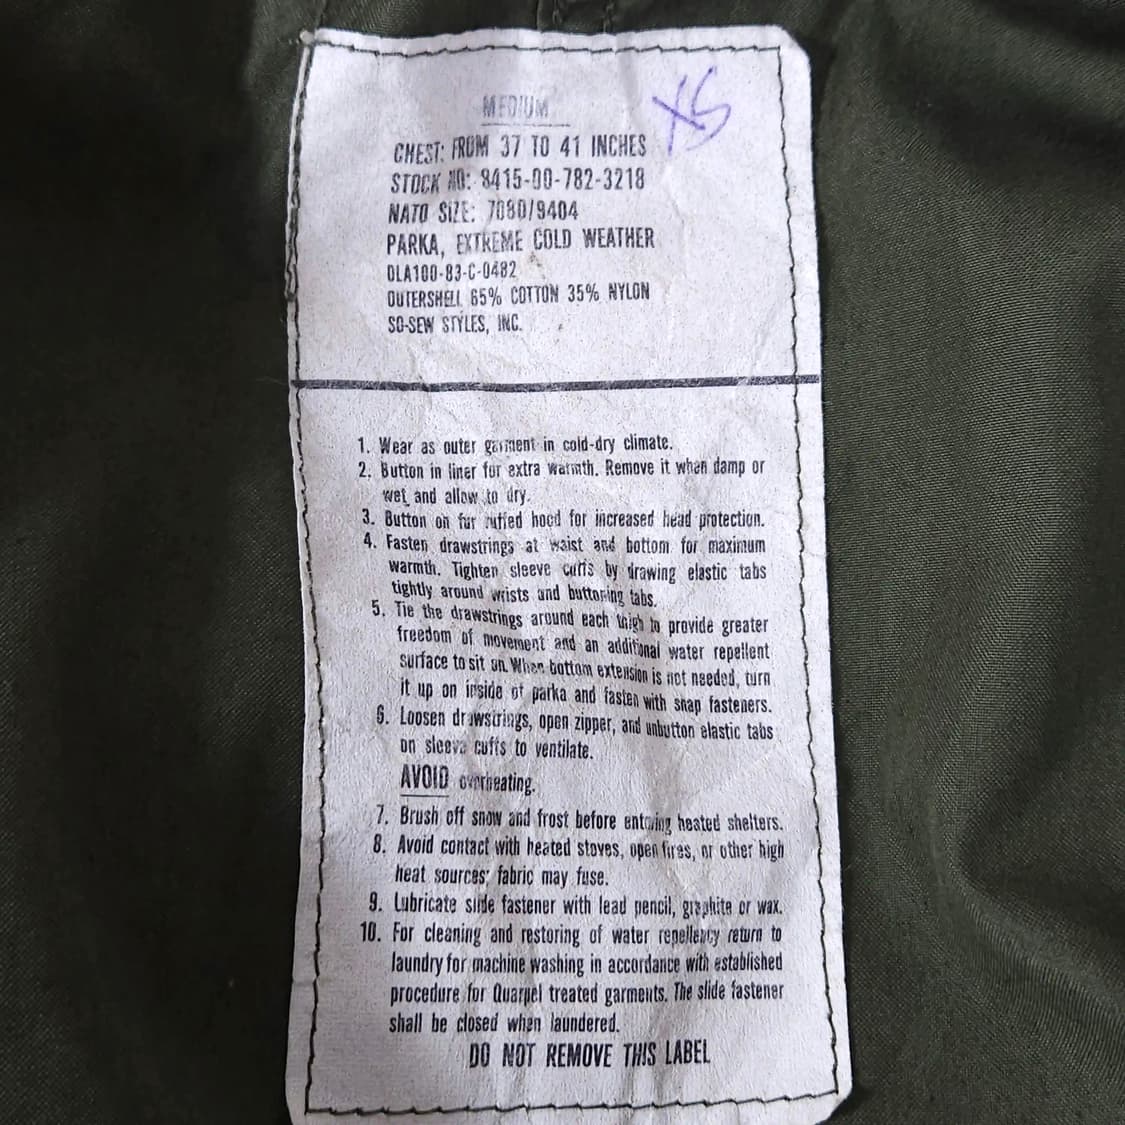 MEDIUM
XS
CHEST: FROM 37 TO 41 INCHES
STOCK NO: 8415-00-782-3218
NATO SIZE: 7080/9404
PARKA, EXTREME COLD WEATHER
DLA100-83-C-0482
OUTERSHELL 65% COTTON 35% NYLON
SO-SEW STYLES, INC.
1. Wear as outer garment in cold-dry climate.
2. Button in liner for extra warmth. Remove it when damp or
wet and allow to dry.
3. Button on fur ruffed hood for increased head protection.
4. Fasten drawstrings at waist and bottom for maximum
warmth. Tighten sleeve cuffs by drawing elastic tabs
tightly around wrists and buttoning tabs.
5. Tie the drawstrings around each thigh to provide greater
freedom of movement and an additional water repellent
surface to sit on. When bottom extension is not needed, turn
it up on inside of parka and fasten with snap fasteners.
6. Loosen drawstrings, open zipper, and unbutton elastic tabs
on sleeve cuffs to ventilate.
AVOID overheating.
7. Brush off snow and frost before entering heated shelters.
8. Avoid contact with heated stoves, open fires, or other high
heat sources; fabric may fuse.
9. Lubricate slide fastener with lead pencil, graphite or wax.
10. For cleaning and restoring of water repellency return to
laundry for machine washing in accordance with established
procedure for Quarpel treated garments. The slide fastener
shall be closed when laundered.
DO NOT REMOVE THIS LABEL